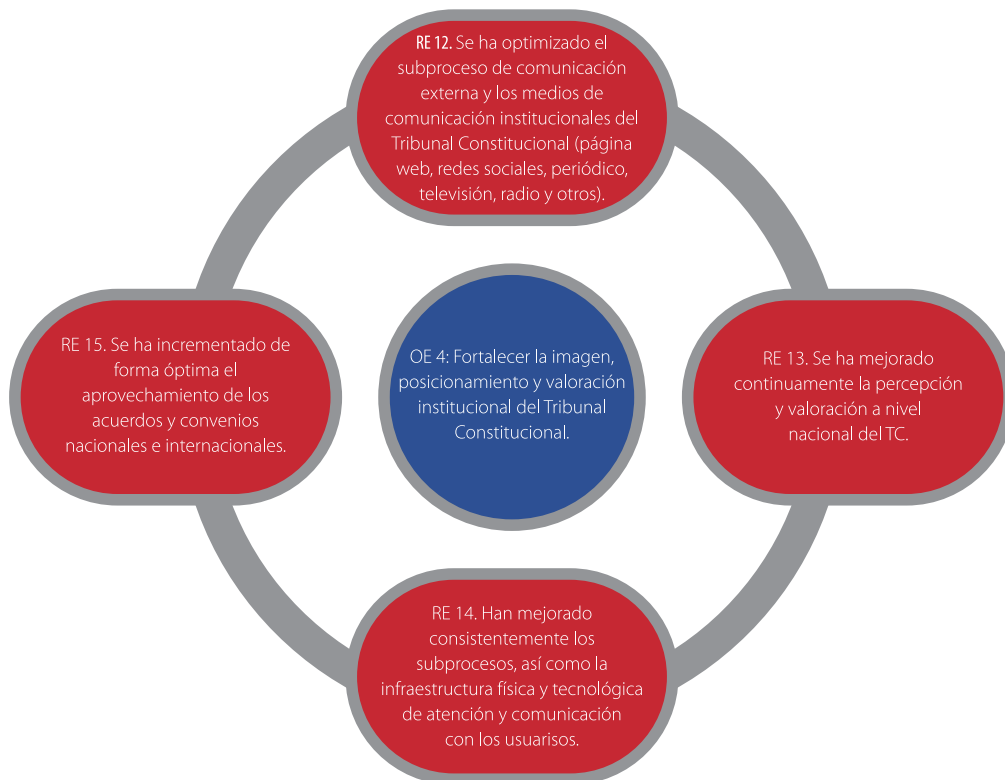 RE 12. Se ha optimizado el
subproceso de comunicación
externa y los medios de
comunicación institucionales del
Tribunal Constitucional (página
web, redes sociales, periódico,
televisión, radio y otros).
RE 15. Se ha incrementado de
forma óptima el
aprovechamiento de los
acuerdos y convenios
nacionales e internacionales.
OE 4: Fortalecer la imagen,
posicionamiento y valoración
institucional del Tribunal
Constitucional.
RE 13. Se ha mejorado
continuamente la percepción
y valoración a nivel
nacional del TC.
RE 14. Han mejorado
consistentemente los
subprocesos, así como la
infraestructura física y tecnológica
de atención y comunicación
con los usuarisos.